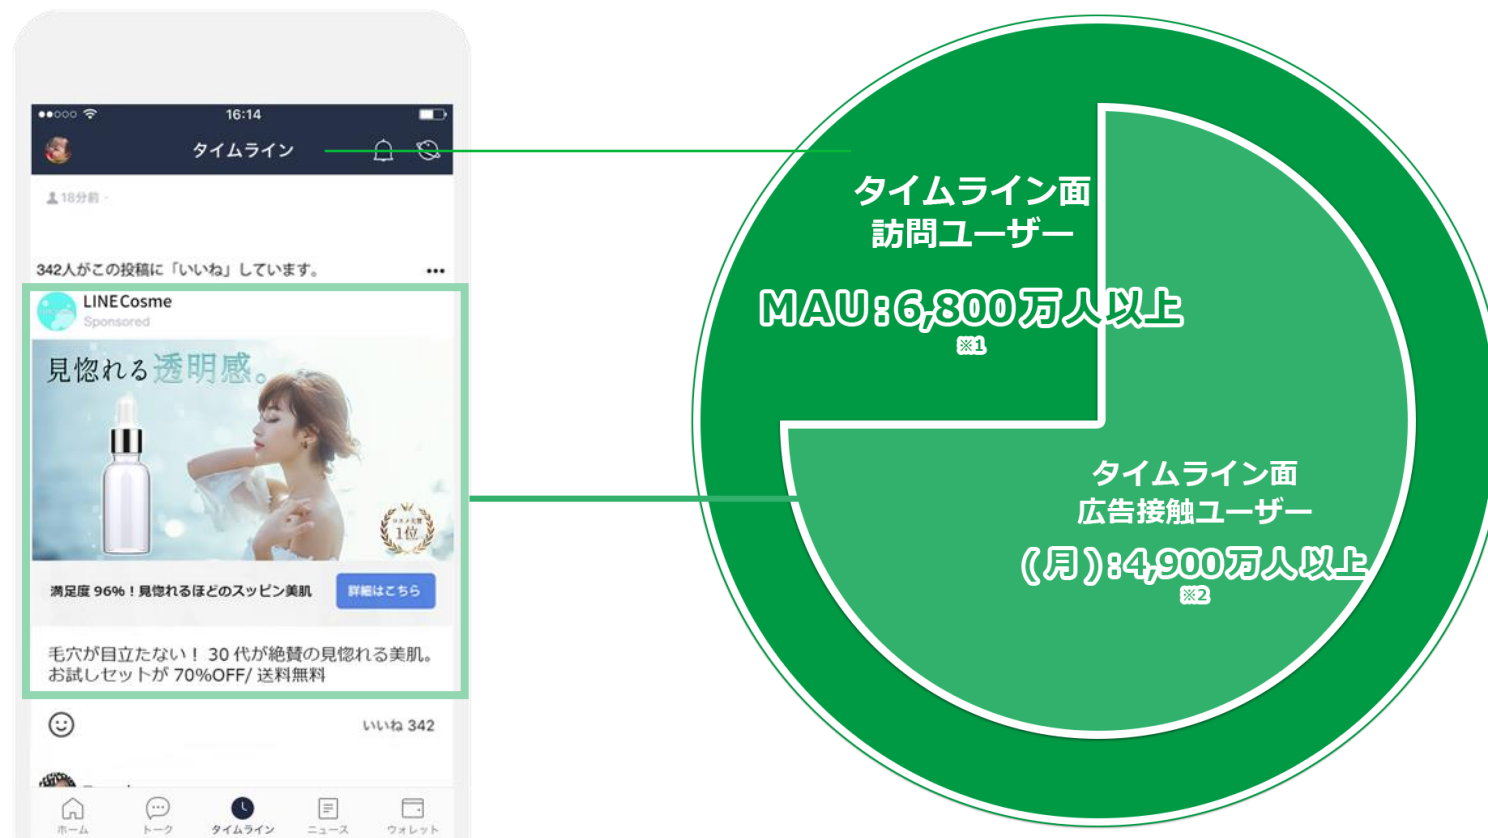 16:14
タイムライン
18分前 -
342人がこの投稿に「いいね」しています。
LINE Cosme
Sponsored
見惚れる透明感。
コスメ大賞
1位
満足度 96%！見惚れるほどのスッピン美肌
詳細はこちら
毛穴が目立たない！ 30 代が絶賛の見惚れる美肌。
お試しセットが 70%OFF/ 送料無料
いいね 342
ホーム
トーク
タイムライン
ニュース
ウォレット
タイムライン面
訪問ユーザー
MAU:6,800万人以上
※1
タイムライン面
広告接触ユーザー
(月):4,900万人以上
※2